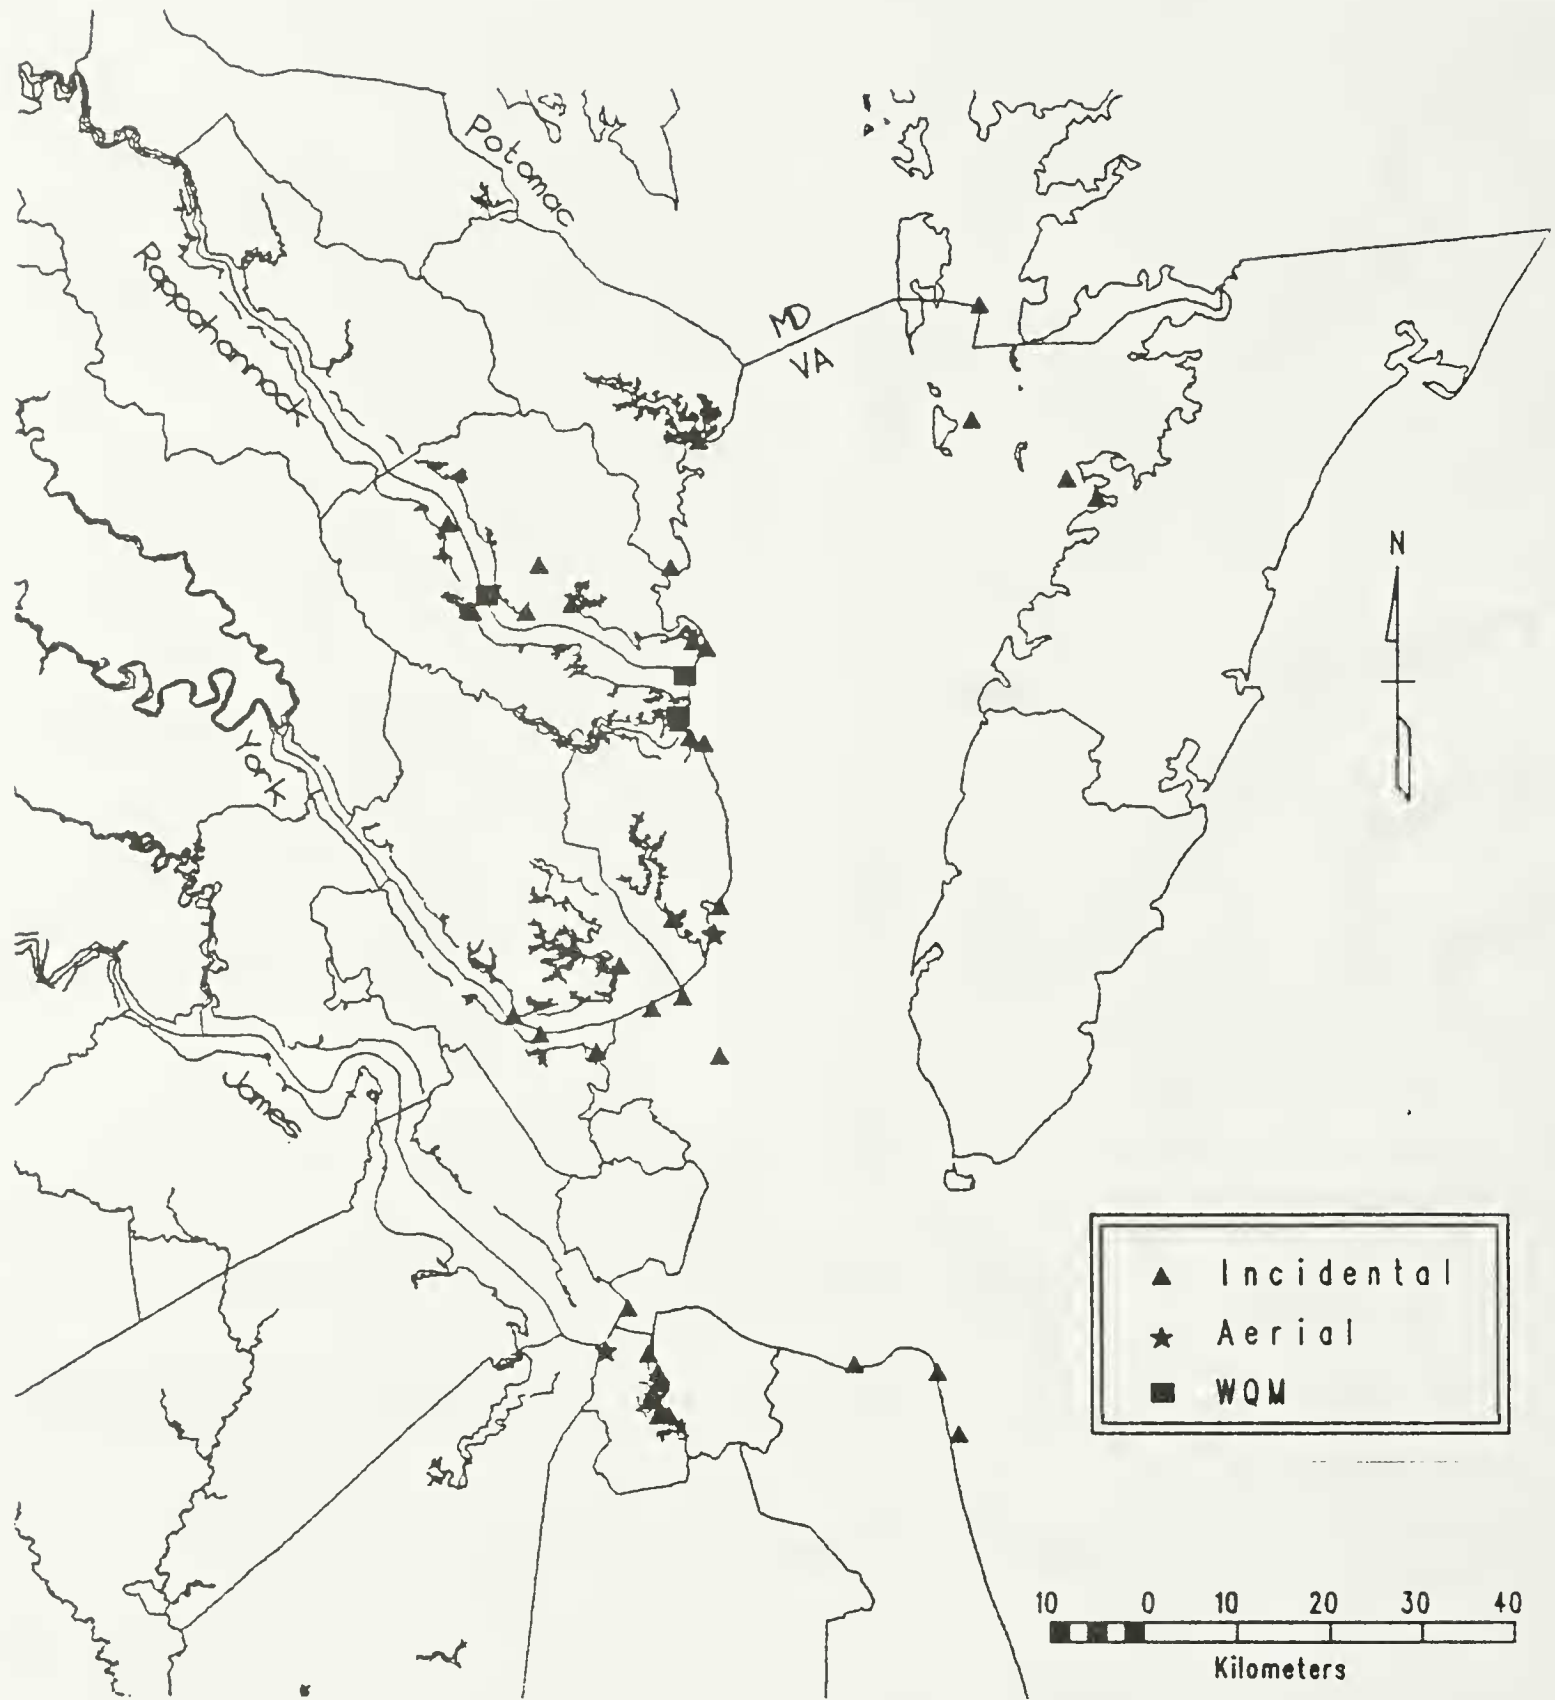 Potomac
Rappahannock
MD
VA
N
York
James
Incidental
Aerial
WQM
10 0 10 20 30 40
Kilometers